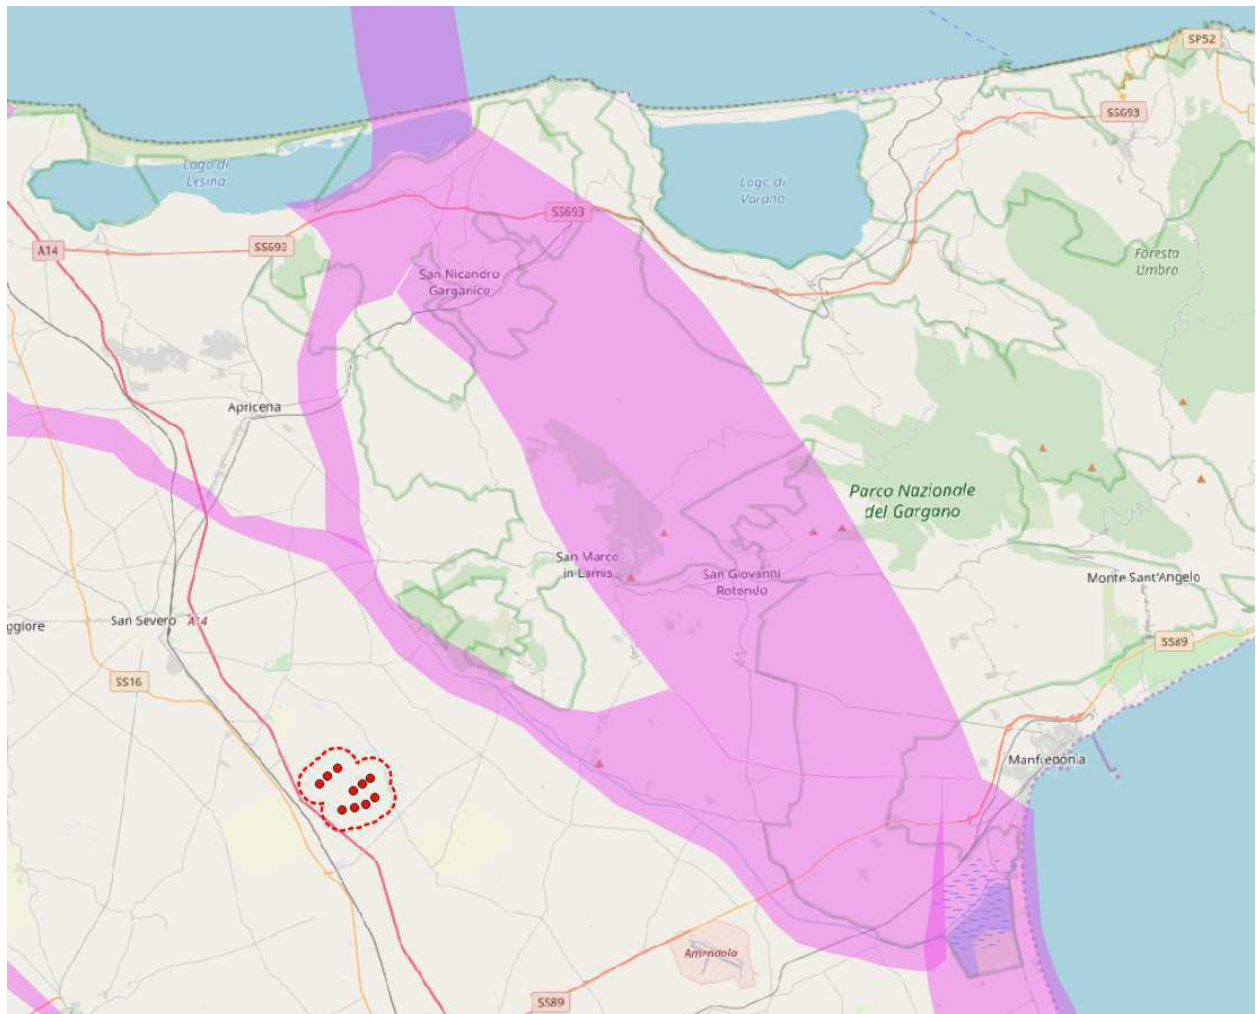 SP52
SS693
Lago di
Lesina
Lago di
Varano
SS693
A14
SS693
Foresta
Umbra
San Nicandro
Garganico
Apricena
Parco Nazionale
del Gargano
San Marco
in Lamis
San Giovanni
Rotondo
Monte Sant'Angelo
ggiore
San Severo
A14
SS89
SS16
Manfredonia
Amendola
SS89